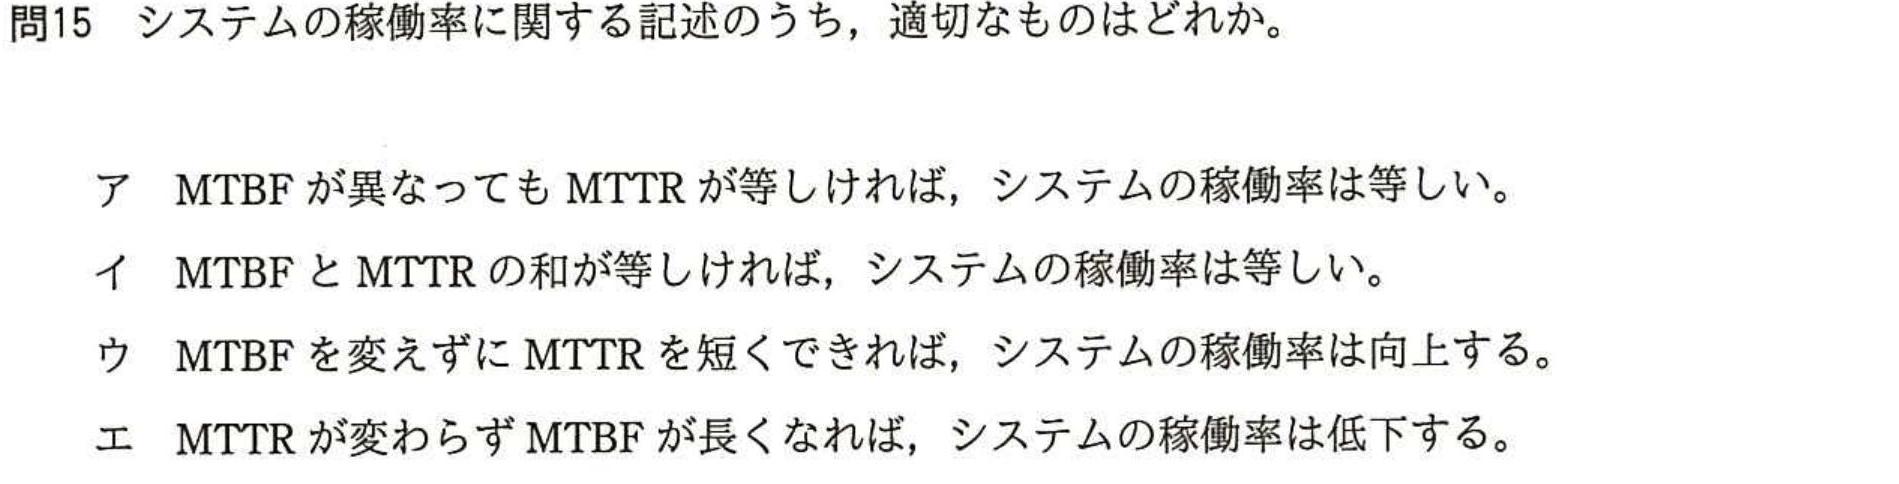 問15 システムの稼働率に関する記述のうち，適切なものはどれか。
ア MTBF が異なっても MTTR が等しければ，システムの稼働率は等しい。
イ MTBF と MTTR の和が等しければ，システムの稼働率は等しい。
ウ MTBF を変えずに MTTR を短くできれば，システムの稼働率は向上する。
エ MTTR が変わらず MTBF が長くなれば，システムの稼働率は低下する。